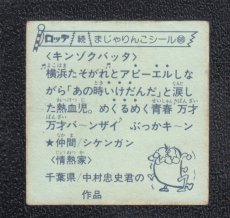 ロッテ 続 まじゃりんこシール
〈キンゾクバッタ〉
横浜たそがれとアピーエルしな
がら「あの時いけだんだ」と涙し
た熱血児。めくるめく青春 万才
万才バ〜ンザイ ぶっかキ〜ン
★仲間/シケンガン
〈情熱家〉
千葉県/中村忠史君の
作品